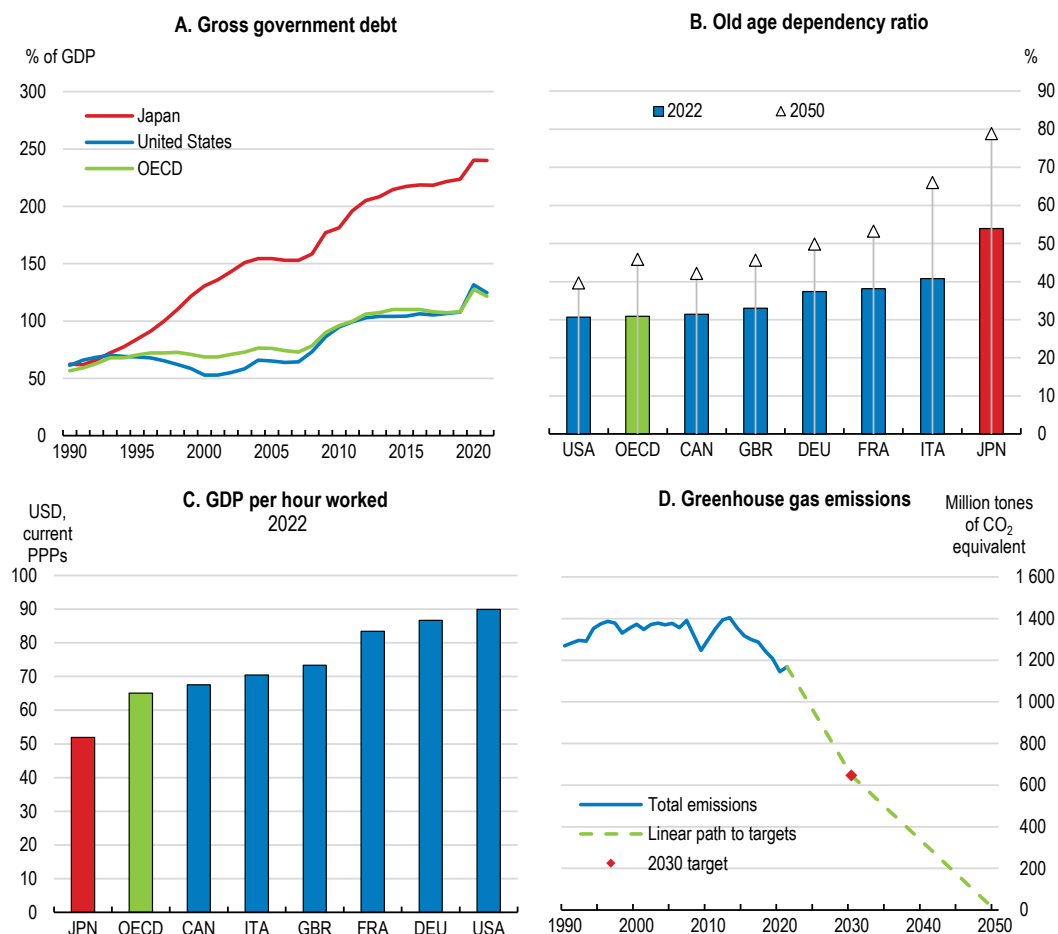 A. Gross government debt
% of GDP
300
250
200
150
100
50
0
Japan
United States
OECD
1990 1995 2000 2005 2010 2015 2020
B. Old age dependency ratio
%
90
80
70
60
50
40
30
20
10
0
2022 2050
USA OECD CAN GBR DEU FRA ITA JPN
C. GDP per hour worked
2022
USD,
current
PPPs
100
90
80
70
60
50
40
30
20
10
0
JPN OECD CAN ITA GBR FRA DEU USA
D. Greenhouse gas emissions
Million tones
of CO2
equivalent
1 600
1 400
1 200
1 000
800
600
400
200
0
Total emissions
Linear path to targets
2030 target
1990 2000 2010 2020 2030 2040 2050